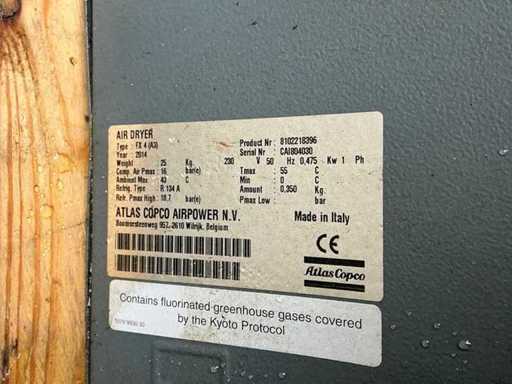 AIR DRYER
Type : FX 4 (A3) Product Nr : 8102218396
Year : 2014 Serial Nr : CAI804030
Weight : 25 Kg. 230 V 50 Hz 0,475 Kw 1 Ph
Comp. Air Pmax : 16 bar(e) Tmax : 55 C
Ambient Max : 43 C Min : 0 C
Refrig. Type : R 134 A Amount : 0,350 Kg.
Refr. Pmax High : 18,7 bar(e) Pmax Low : bar
ATLAS COPCO AIRPOWER N.V.
Boomsesteenweg 957, 2610 Wilrijk, Belgium
Made in Italy
CE
Atlas Copco
Contains fluorinated greenhouse gases covered
by the Kyoto Protocol